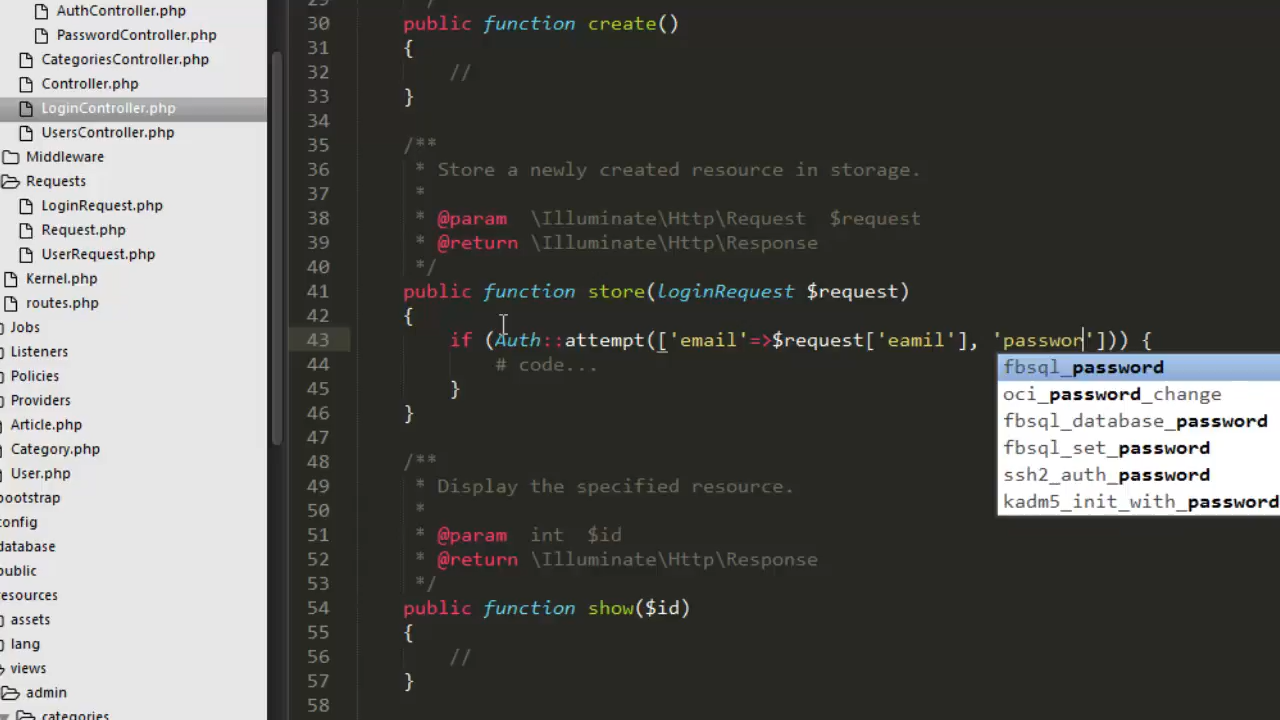 AuthController.php
PasswordController.php
CategoriesController.php
Controller.php
LoginController.php
UsersController.php
Middleware
Requests
LoginRequest.php
Request.php
UserRequest.php
Kernel.php
routes.php
Jobs
Listeners
Policies
Providers
Article.php
Category.php
User.php
bootstrap
config
database
public
resources
assets
lang
views
admin
categories
29
30 public function create()
31 {
32 //
33 }
34
35 /**
36 * Store a newly created resource in storage.
37 *
38 * @param \Illuminate\Http\Request $request
39 * @return \Illuminate\Http\Response
40 */
41 public function store(loginRequest $request)
42 {
43 if (Auth::attempt(['email'=>$request['eamil'], 'passwor'])) {
44 # code...
45 }
46 }
47
48 /**
49 * Display the specified resource.
50 *
51 * @param int $id
52 * @return \Illuminate\Http\Response
53 */
54 public function show($id)
55 {
56 //
57 }
58
fbsql_password
oci_password_change
fbsql_database_password
fbsql_set_password
ssh2_auth_password
kadm5_init_with_password